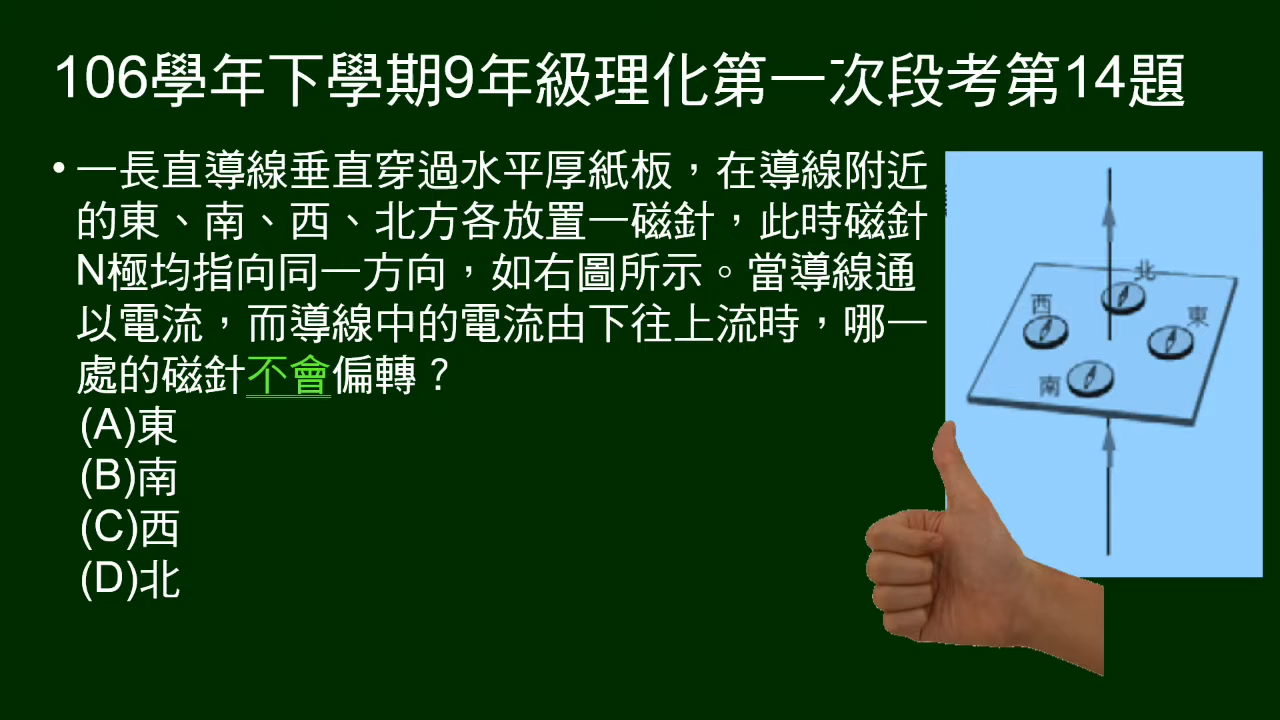 106學年下學期9年級理化第一次段考第14題
• 一長直導線垂直穿過水平厚紙板，在導線附近
的東、南、西、北方各放置一磁針，此時磁針
N極均指向同一方向，如右圖所示。當導線通
以電流，而導線中的電流由下往上流時，哪一
處的磁針不會偏轉？
(A)東
(B)南
(C)西
(D)北
北
西
東
南